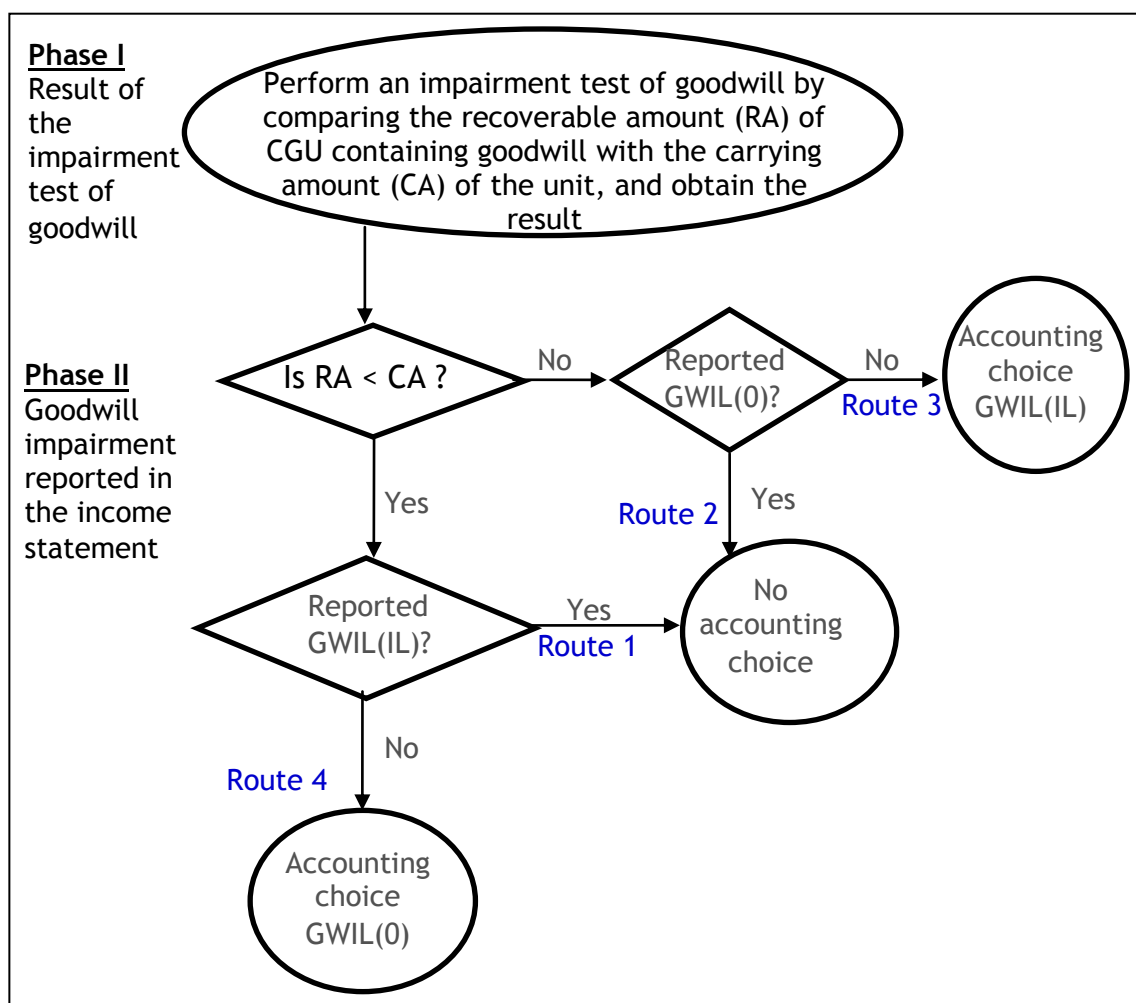 Phase I
Result of
the
impairment
test of
goodwill
Perform an impairment test of goodwill by
comparing the recoverable amount (RA) of
CGU containing goodwill with the carrying
amount (CA) of the unit, and obtain the
result
Phase II
Goodwill
impairment
reported in
the income
statement
Is RA < CA ?
No
Reported
GWIL(0)?
No
Route 3
Accounting
choice
GWIL(IL)
Yes
Route 2
Yes
Reported
GWIL(IL)?
Yes
Route 1
No
accounting
choice
No
Route 4
Accounting
choice
GWIL(0)